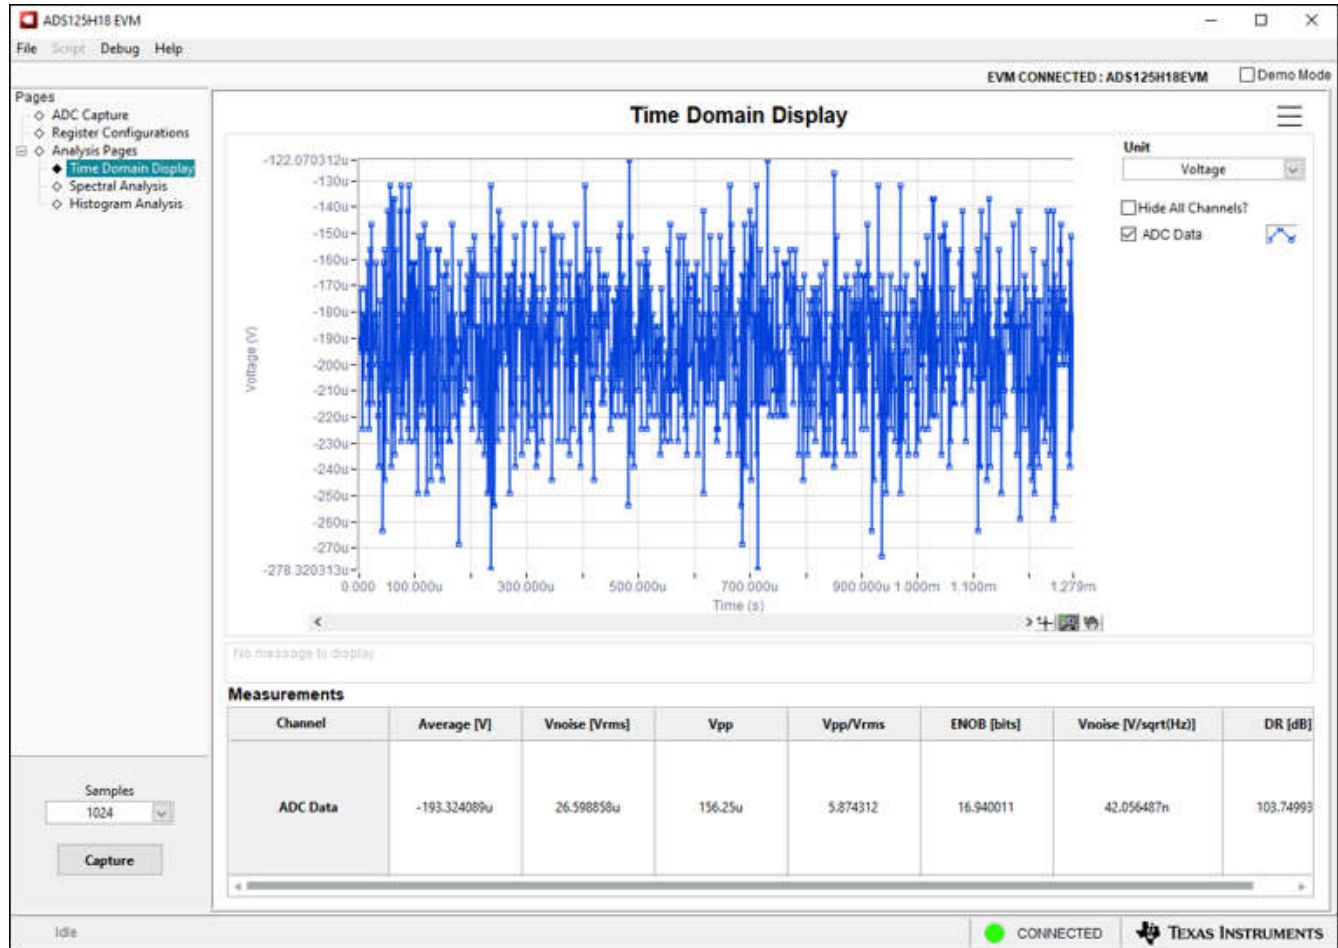 ADS125H18 EVM
File Script Debug Help
EVM CONNECTED : ADS125H18EVM Demo Mode
Pages
ADC Capture
Register Configurations
Analysis Pages
Time Domain Display
Spectral Analysis
Histogram Analysis
Time Domain Display
-122.070312u
-130u
-140u
-150u
-160u
-170u
-180u
-190u
-200u
-210u
-220u
-230u
-240u
-250u
-260u
-270u
-278.320313u
Voltage (V)
0.000 100.000u 300.000u 500.000u 700.000u 900.000u 1.000m 1.100m 1.279m
Time (s)
Unit
Voltage
Hide All Channels?
ADC Data
No message to display
Measurements
Channel Average [V] Vnoise [Vrms] Vpp Vpp/Vrms ENOB [bits] Vnoise [V/sqrt(Hz)] DR [dB]
ADC Data -193.324089u 26.598858u 156.25u 5.874312 16.940011 42.056487n 103.74993
Samples
1024
Capture
Idle CONNECTED TEXAS INSTRUMENTS